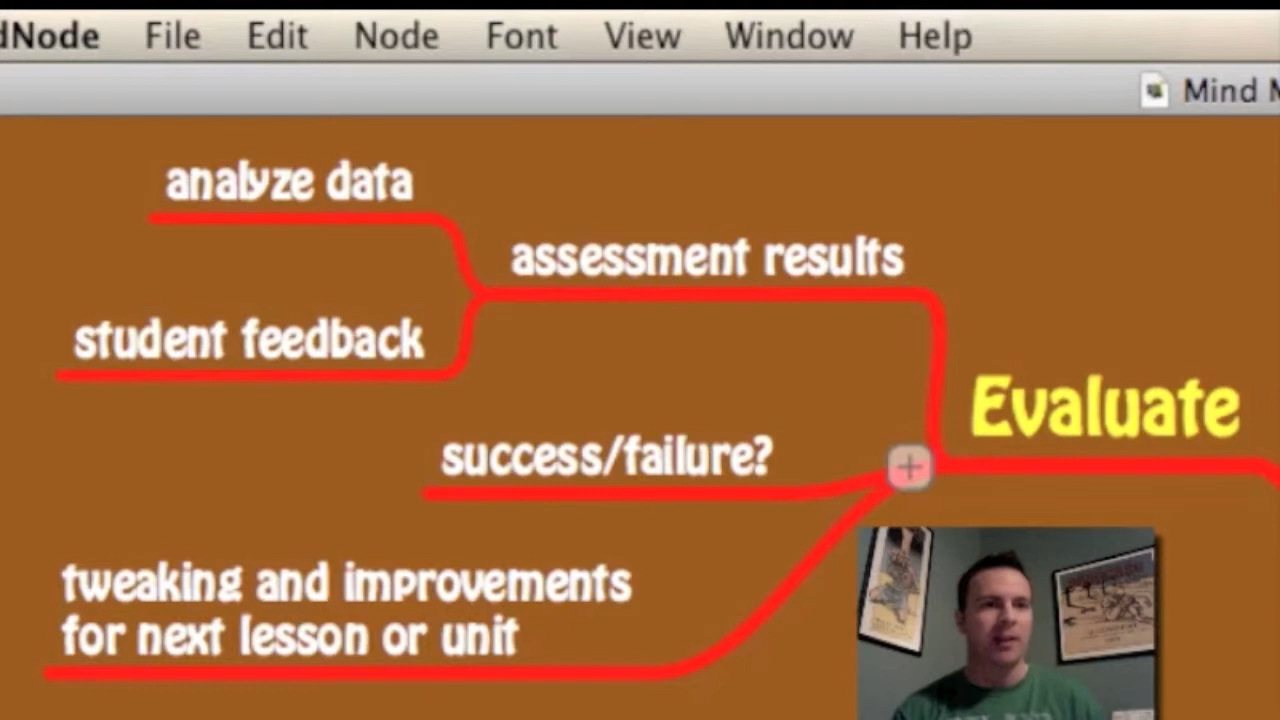 dNode File Edit Node Font View Window Help
Mind M
analyze data
assessment results
student feedback
Evaluate
success/failure?
tweaking and improvements
for next lesson or unit